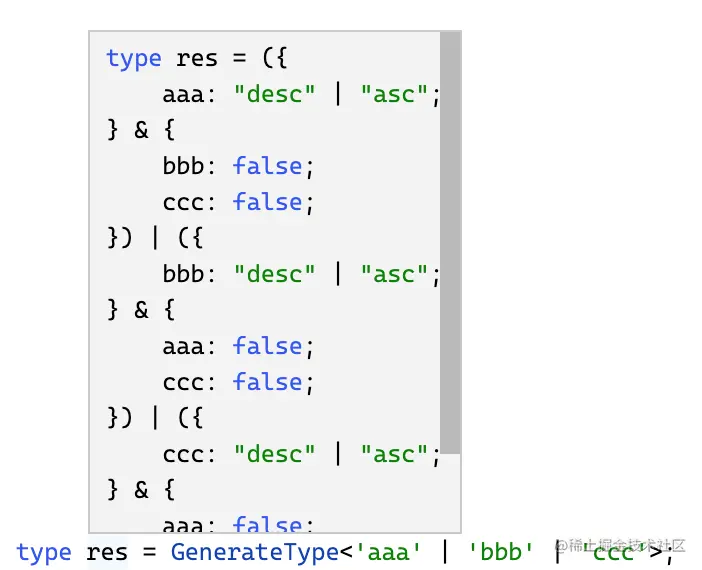 type res = ({
    aaa: "desc" | "asc";
} & {
    bbb: false;
    ccc: false;
}) | ({
    bbb: "desc" | "asc";
} & {
    aaa: false;
    ccc: false;
}) | ({
    ccc: "desc" | "asc";
} & {
    aaa: false;
type res = GenerateType<'aaa' | 'bbb' | 'ccc'>;
@稀土掘金技术社区